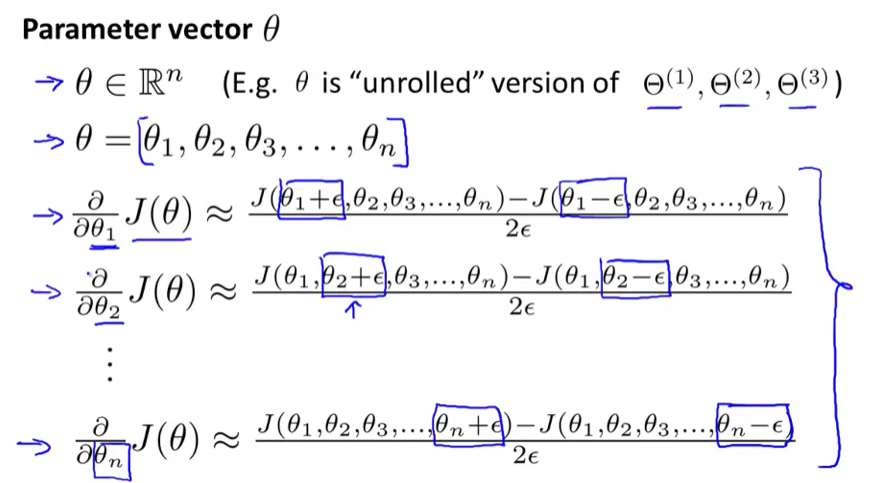 Parameter vector θ
→ θ ∈ ℝⁿ (E.g. θ is “unrolled” version of Θ⁽¹⁾, Θ⁽²⁾, Θ⁽³⁾)
→ θ = [θ₁, θ₂, θ₃, . . . , θₙ]
→ ∂/∂θ₁ J(θ) ≈ J(θ₁+ϵ,θ₂,θ₃,...,θₙ)−J(θ₁−ϵ,θ₂,θ₃,...,θₙ) / 2ϵ
→ ∂/∂θ₂ J(θ) ≈ J(θ₁,θ₂+ϵ,θ₃,...,θₙ)−J(θ₁,θ₂−ϵ,θ₃,...,θₙ) / 2ϵ
⋮
→ ∂/∂θₙ J(θ) ≈ J(θ₁,θ₂,θ₃,...,θₙ+ϵ)−J(θ₁,θ₂,θ₃,...,θₙ−ϵ) / 2ϵ